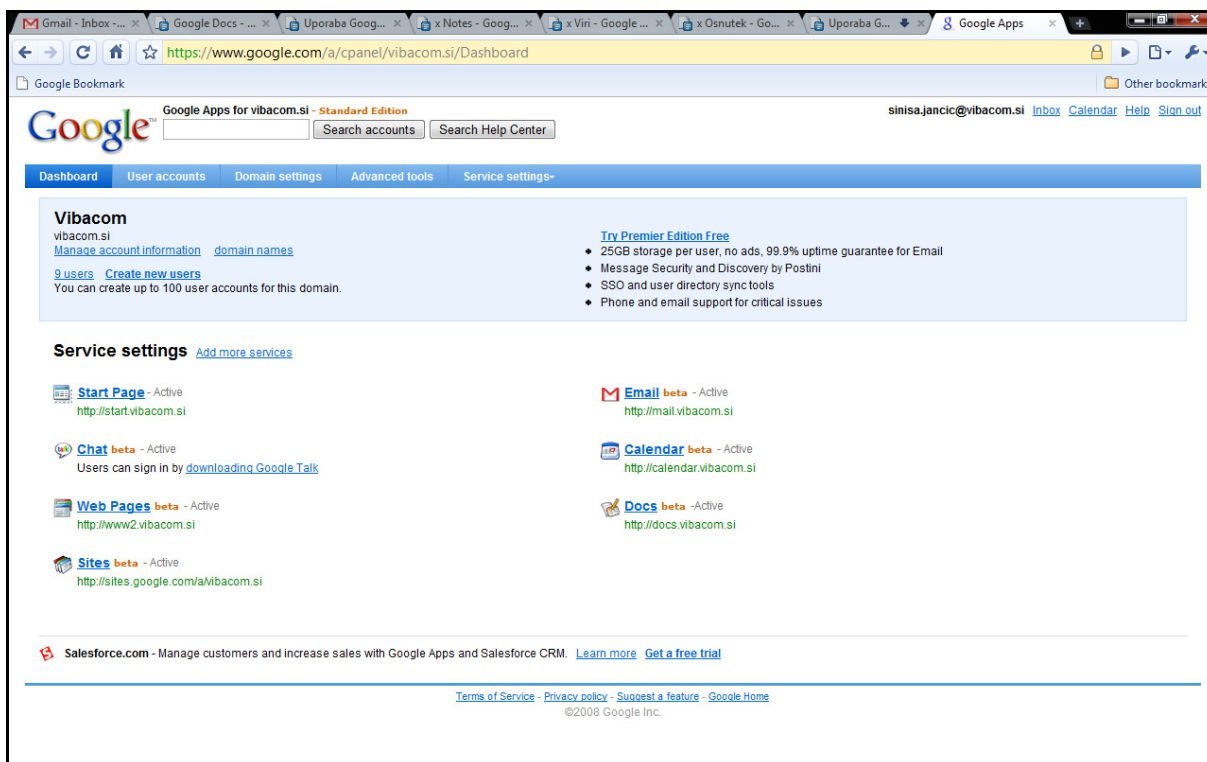 Gmail - Inbox -... Google Docs - ... Uporaba Goog... x Notes - Goog... x Viri - Google ... x Osnutek - Go... Uporaba G... Google Apps
https://www.google.com/a/cpanel/vibacom.si/Dashboard
Google Bookmark Other bookmark
Google™ Google Apps for vibacom.si - Standard Edition sinisa.jancic@vibacom.si Inbox Calendar Help Sign out
Search accounts Search Help Center
Dashboard User accounts Domain settings Advanced tools Service settings
Vibacom
vibacom.si
Manage account information domain names
9 users Create new users
You can create up to 100 user accounts for this domain.
Try Premier Edition Free
25GB storage per user, no ads, 99.9% uptime guarantee for Email
Message Security and Discovery by Postini
SSO and user directory sync tools
Phone and email support for critical issues
Service settings Add more services
Start Page - Active
http://start.vibacom.si
Email beta - Active
http://mail.vibacom.si
talk Chat beta - Active
Users can sign in by downloading Google Talk
Calendar beta - Active
http://calendar.vibacom.si
Web Pages beta - Active
http://www2.vibacom.si
Docs beta -Active
http://docs.vibacom.si
Sites beta - Active
http://sites.google.com/a/vibacom.si
Salesforce.com - Manage customers and increase sales with Google Apps and Salesforce CRM. Learn more Get a free trial
Terms of Service - Privacy policy - Suggest a feature - Google Home
©2008 Google Inc.